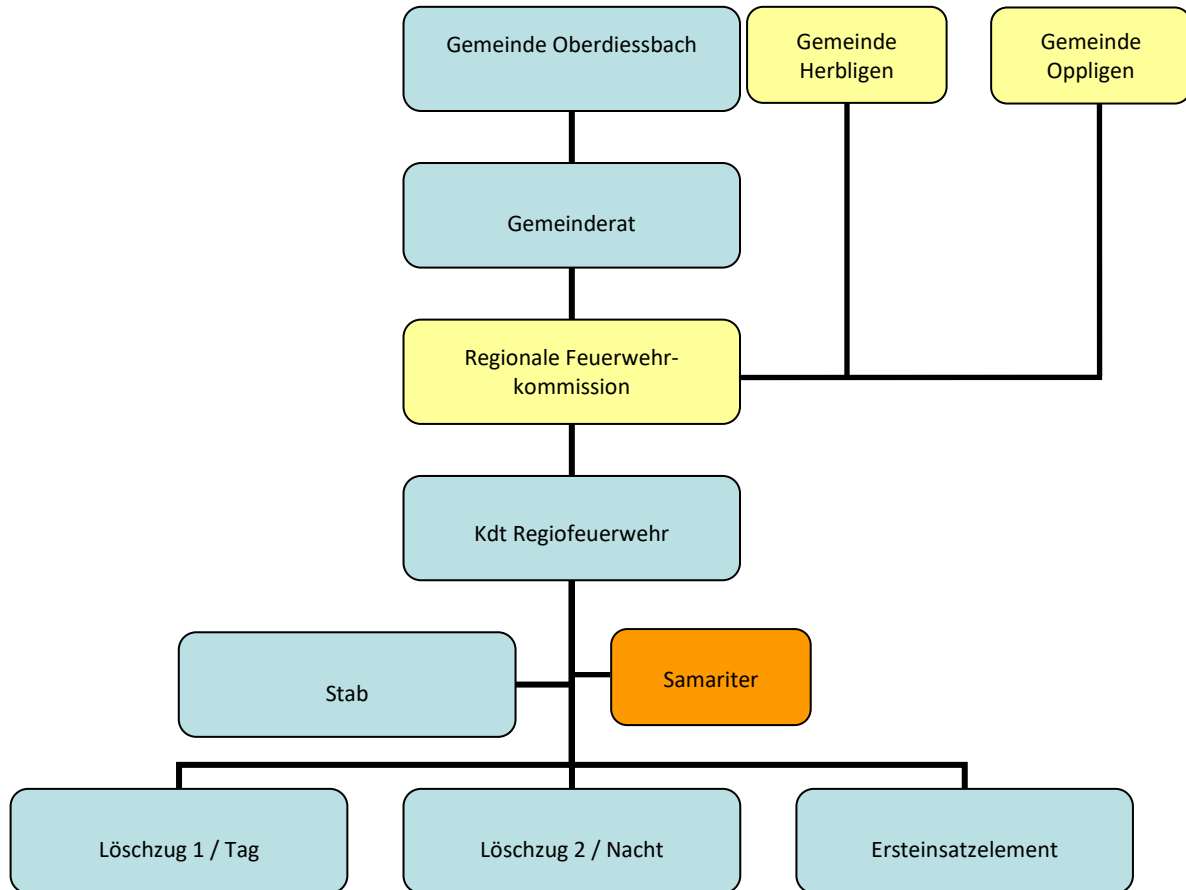 Gemeinde Oberdiessbach
Gemeinde
Herbligen
Gemeinde
Oppligen
Gemeinderat
Regionale Feuerwehr-
kommission
Kdt Regiofeuerwehr
Stab
Samariter
Löschzug 1 / Tag
Löschzug 2 / Nacht
Ersteinsatzelement